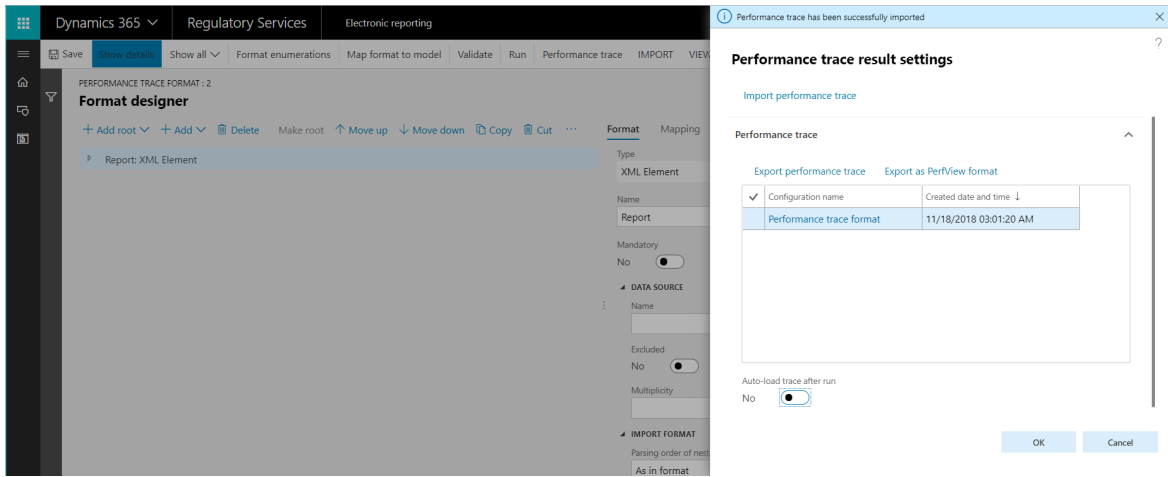 Dynamics 365
Regulatory Services
Electronic reporting
Save
Show details
Show all
Format enumerations
Map format to model
Validate
Run
Performance trace
IMPORT
VIEW
PERFORMANCE TRACE FORMAT : 2
Format designer
+ Add root
+ Add
Delete
Make root
↑ Move up
↓ Move down
Copy
Cut
···
Report: XML Element
Format
Mapping
Type
XML Element
Name
Report
Mandatory
No
DATA SOURCE
Name
Excluded
No
Multiplicity
IMPORT FORMAT
Parsing order of nest
As in format
Performance trace has been successfully imported
?
Performance trace result settings
Import performance trace
Performance trace
Export performance trace
Export as PerfView format
Configuration name
Created date and time ↓
Performance trace format
11/18/2018 03:01:20 AM
Auto-load trace after run
No
OK
Cancel